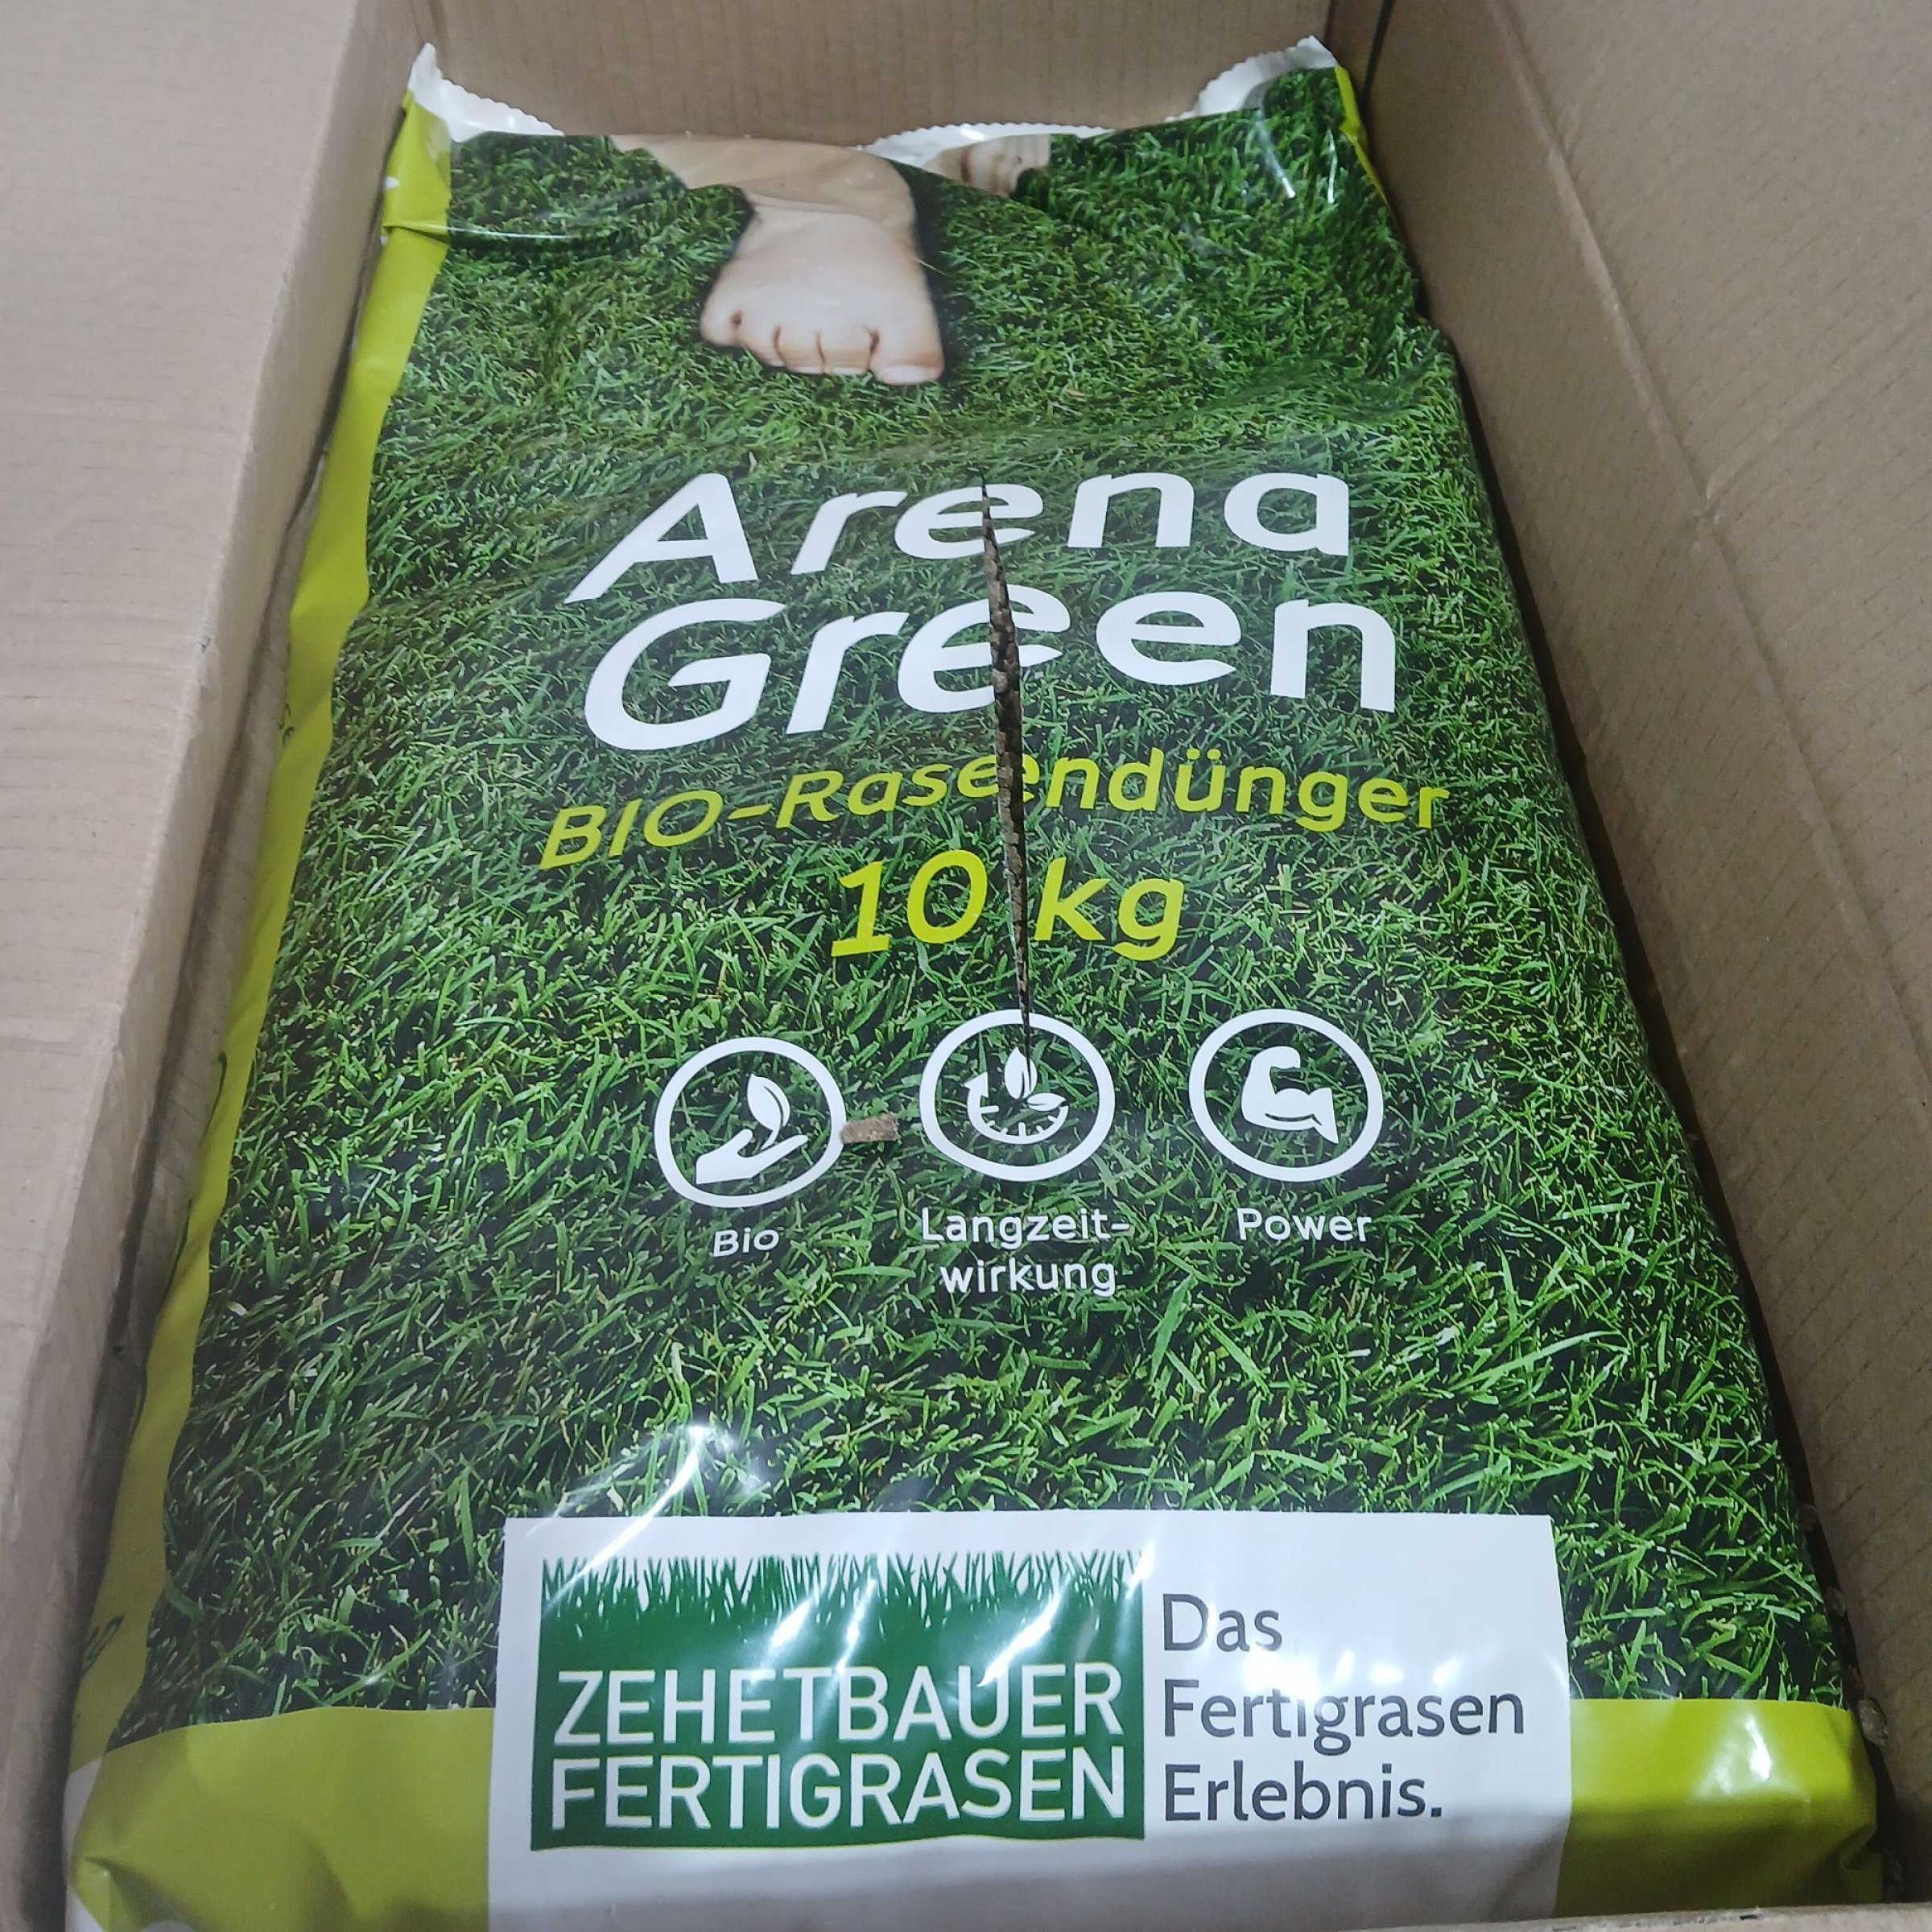 Arena
Green
BIO-Rasendünger
10 kg
Bio
Langzeit-
wirkung
Power
ZEHETBAUER
FERTIGRASEN
Das
Fertigrasen
Erlebnis.